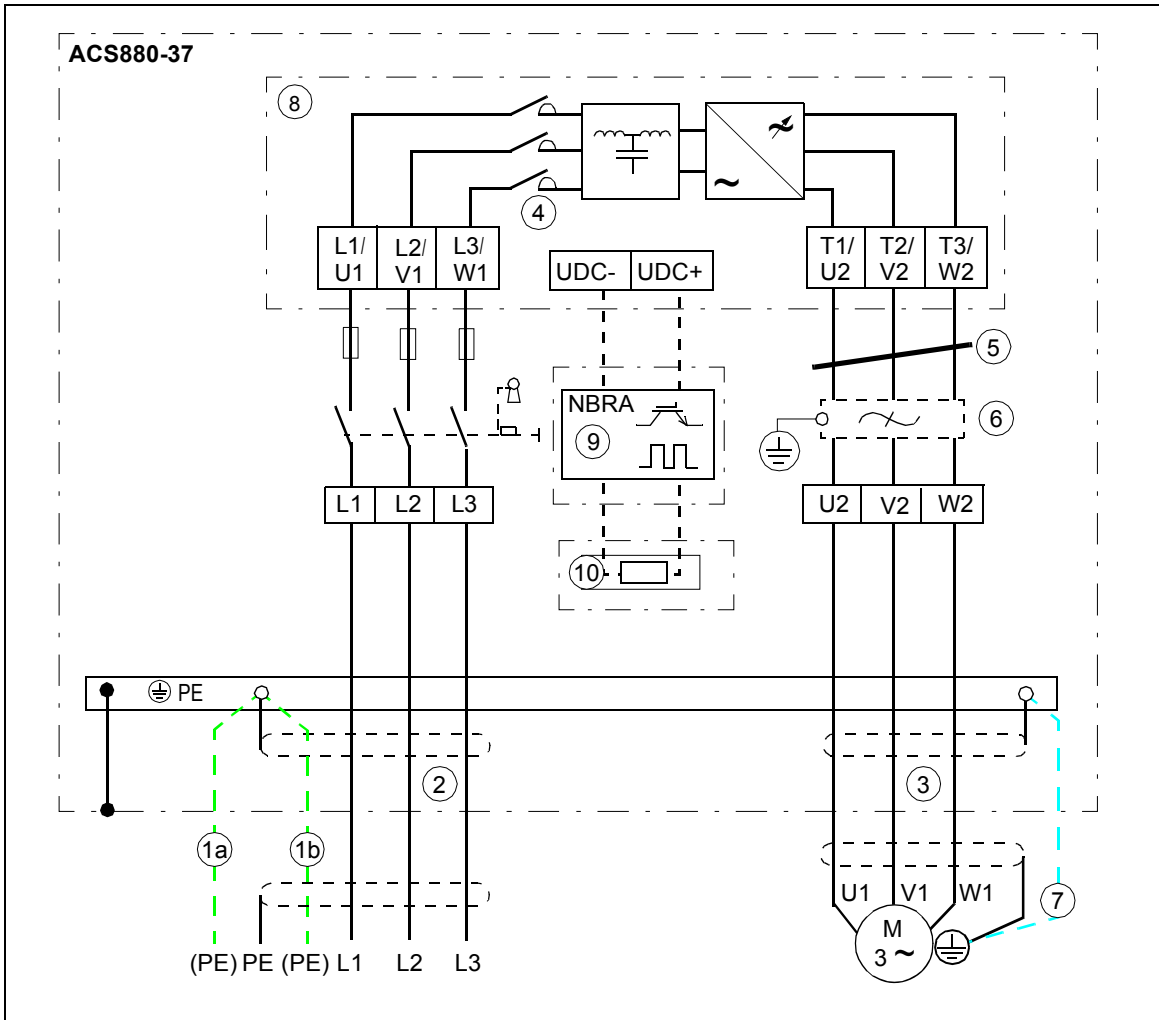 ACS880-37
8
4
L1/ U1
L2/ V1
L3/ W1
UDC-
UDC+
T1/ U2
T2/ V2
T3/ W2
5
NBRA
9
6
L1
L2
L3
U2
V2
W2
10
PE
2
3
1a
1b
U1
V1
W1
7
M
3 ~
(PE) PE (PE) L1 L2 L3